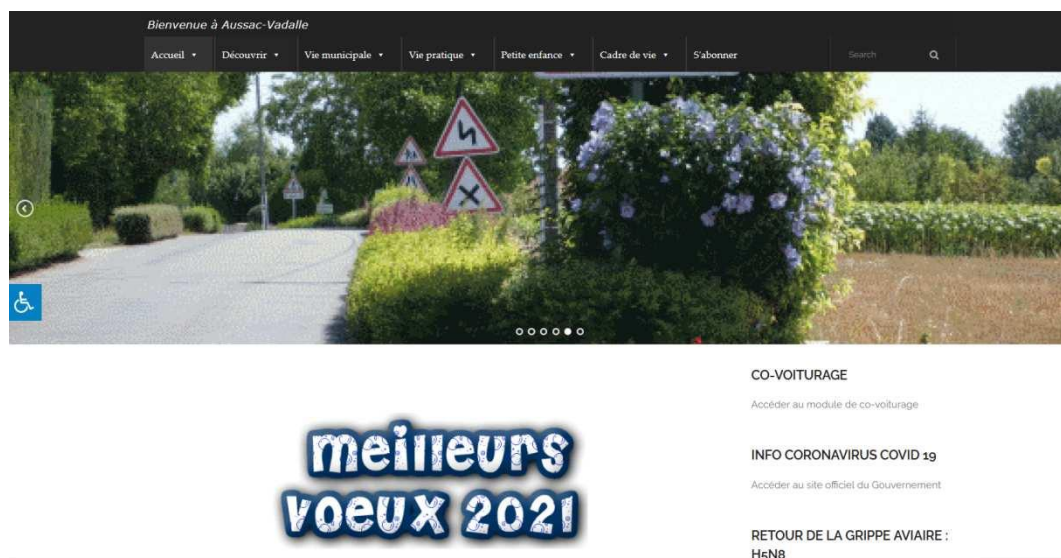 Bienvenue à Aussac-Vadalle
Accueil Découvrir Vie municipale Vie pratique Petite enfance Cadre de vie S'abonner Search
CO-VOITURAGE
Accéder au module de co-voiturage
meilleurs
voeux 2021
INFO CORONAVIRUS COVID 19
Accéder au site officiel du Gouvernement
RETOUR DE LA GRIPPE AVIAIRE :
H5N8